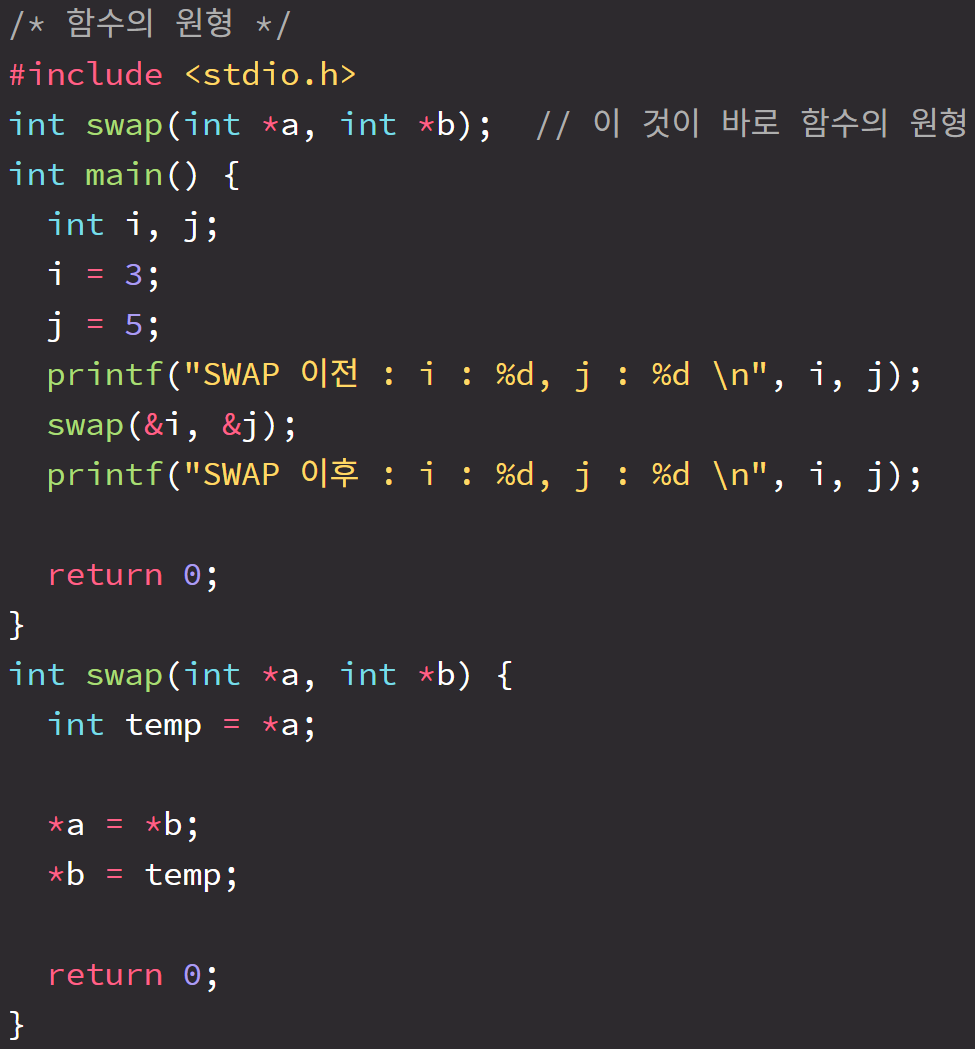 /* 함수의 원형 */
#include <stdio.h>
int swap(int *a, int *b);  // 이 것이 바로 함수의 원형
int main() {
  int i, j;
  i = 3;
  j = 5;
  printf("SWAP 이전 : i : %d, j : %d \n", i, j);
  swap(&i, &j);
  printf("SWAP 이후 : i : %d, j : %d \n", i, j);

  return 0;
}
int swap(int *a, int *b) {
  int temp = *a;

  *a = *b;
  *b = temp;

  return 0;
}